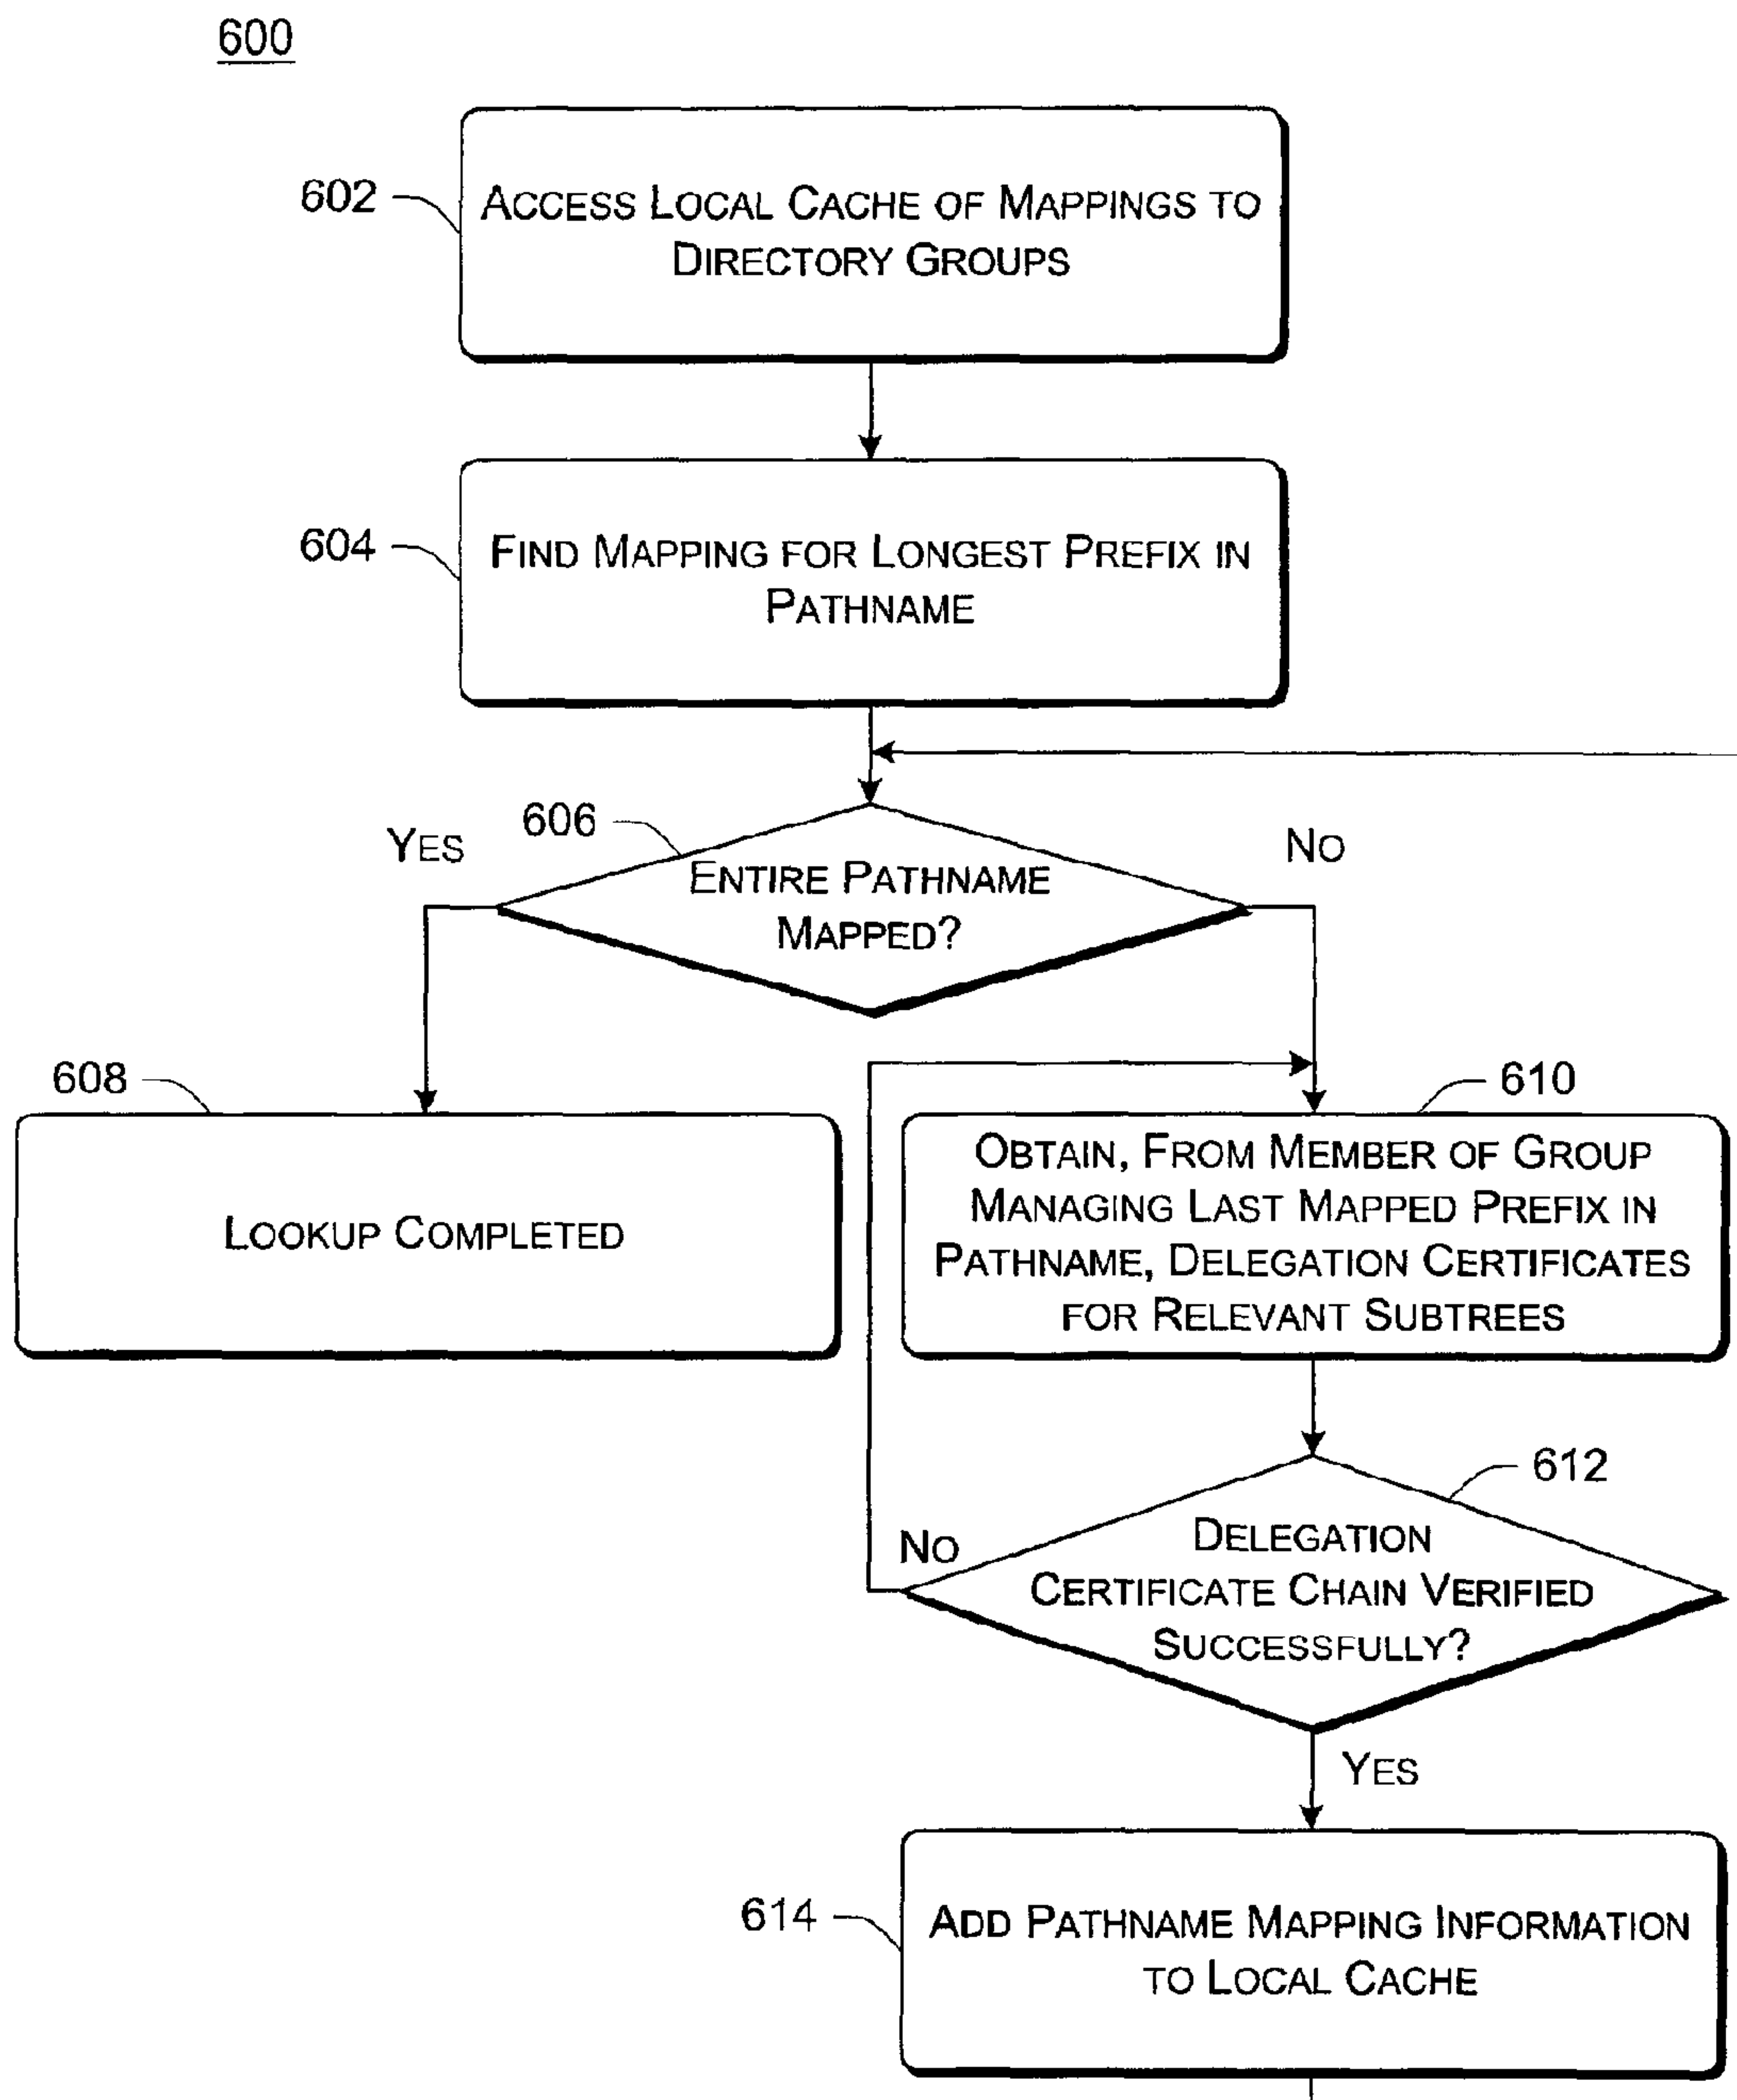 600
602
ACCESS LOCAL CACHE OF MAPPINGS TO
DIRECTORY GROUPS
604
FIND MAPPING FOR LONGEST PREFIX IN
PATHNAME
606
YES
NO
ENTIRE PATHNAME
MAPPED?
608
610
LOOKUP COMPLETED
OBTAIN, FROM MEMBER OF GROUP
MANAGING LAST MAPPED PREFIX IN
PATHNAME, DELEGATION CERTIFICATES
FOR RELEVANT SUBTREES
612
NO
DELEGATION
CERTIFICATE CHAIN VERIFIED
SUCCESSFULLY?
YES
614
ADD PATHNAME MAPPING INFORMATION
TO LOCAL CACHE